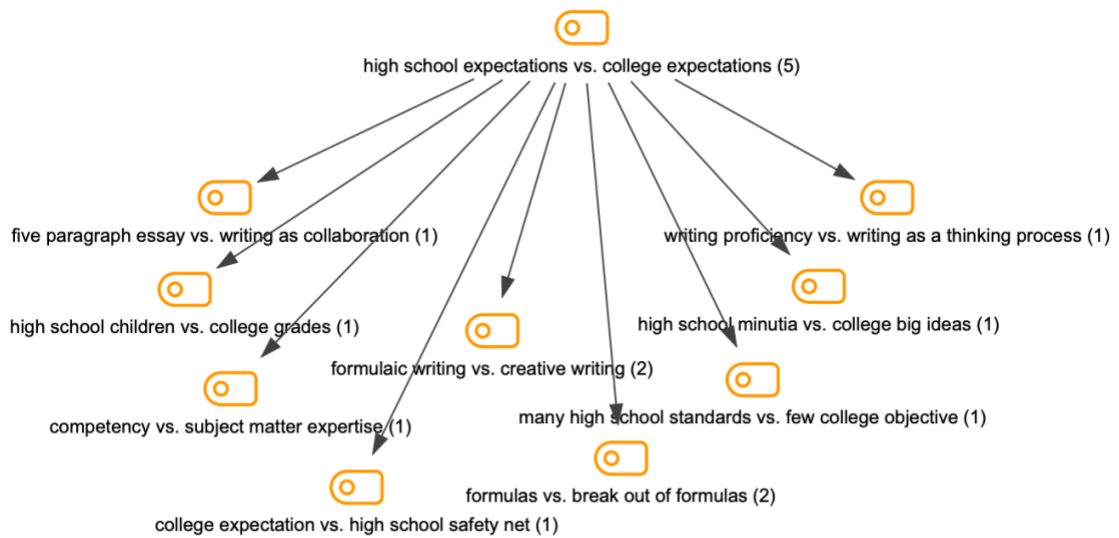 high school expectations vs. college expectations (5)
five paragraph essay vs. writing as collaboration (1)
writing proficiency vs. writing as a thinking process (1)
high school children vs. college grades (1)
high school minutia vs. college big ideas (1)
formulaic writing vs. creative writing (2)
many high school standards vs. few college objective (1)
competency vs. subject matter expertise (1)
formulas vs. break out of formulas (2)
college expectation vs. high school safety net (1)